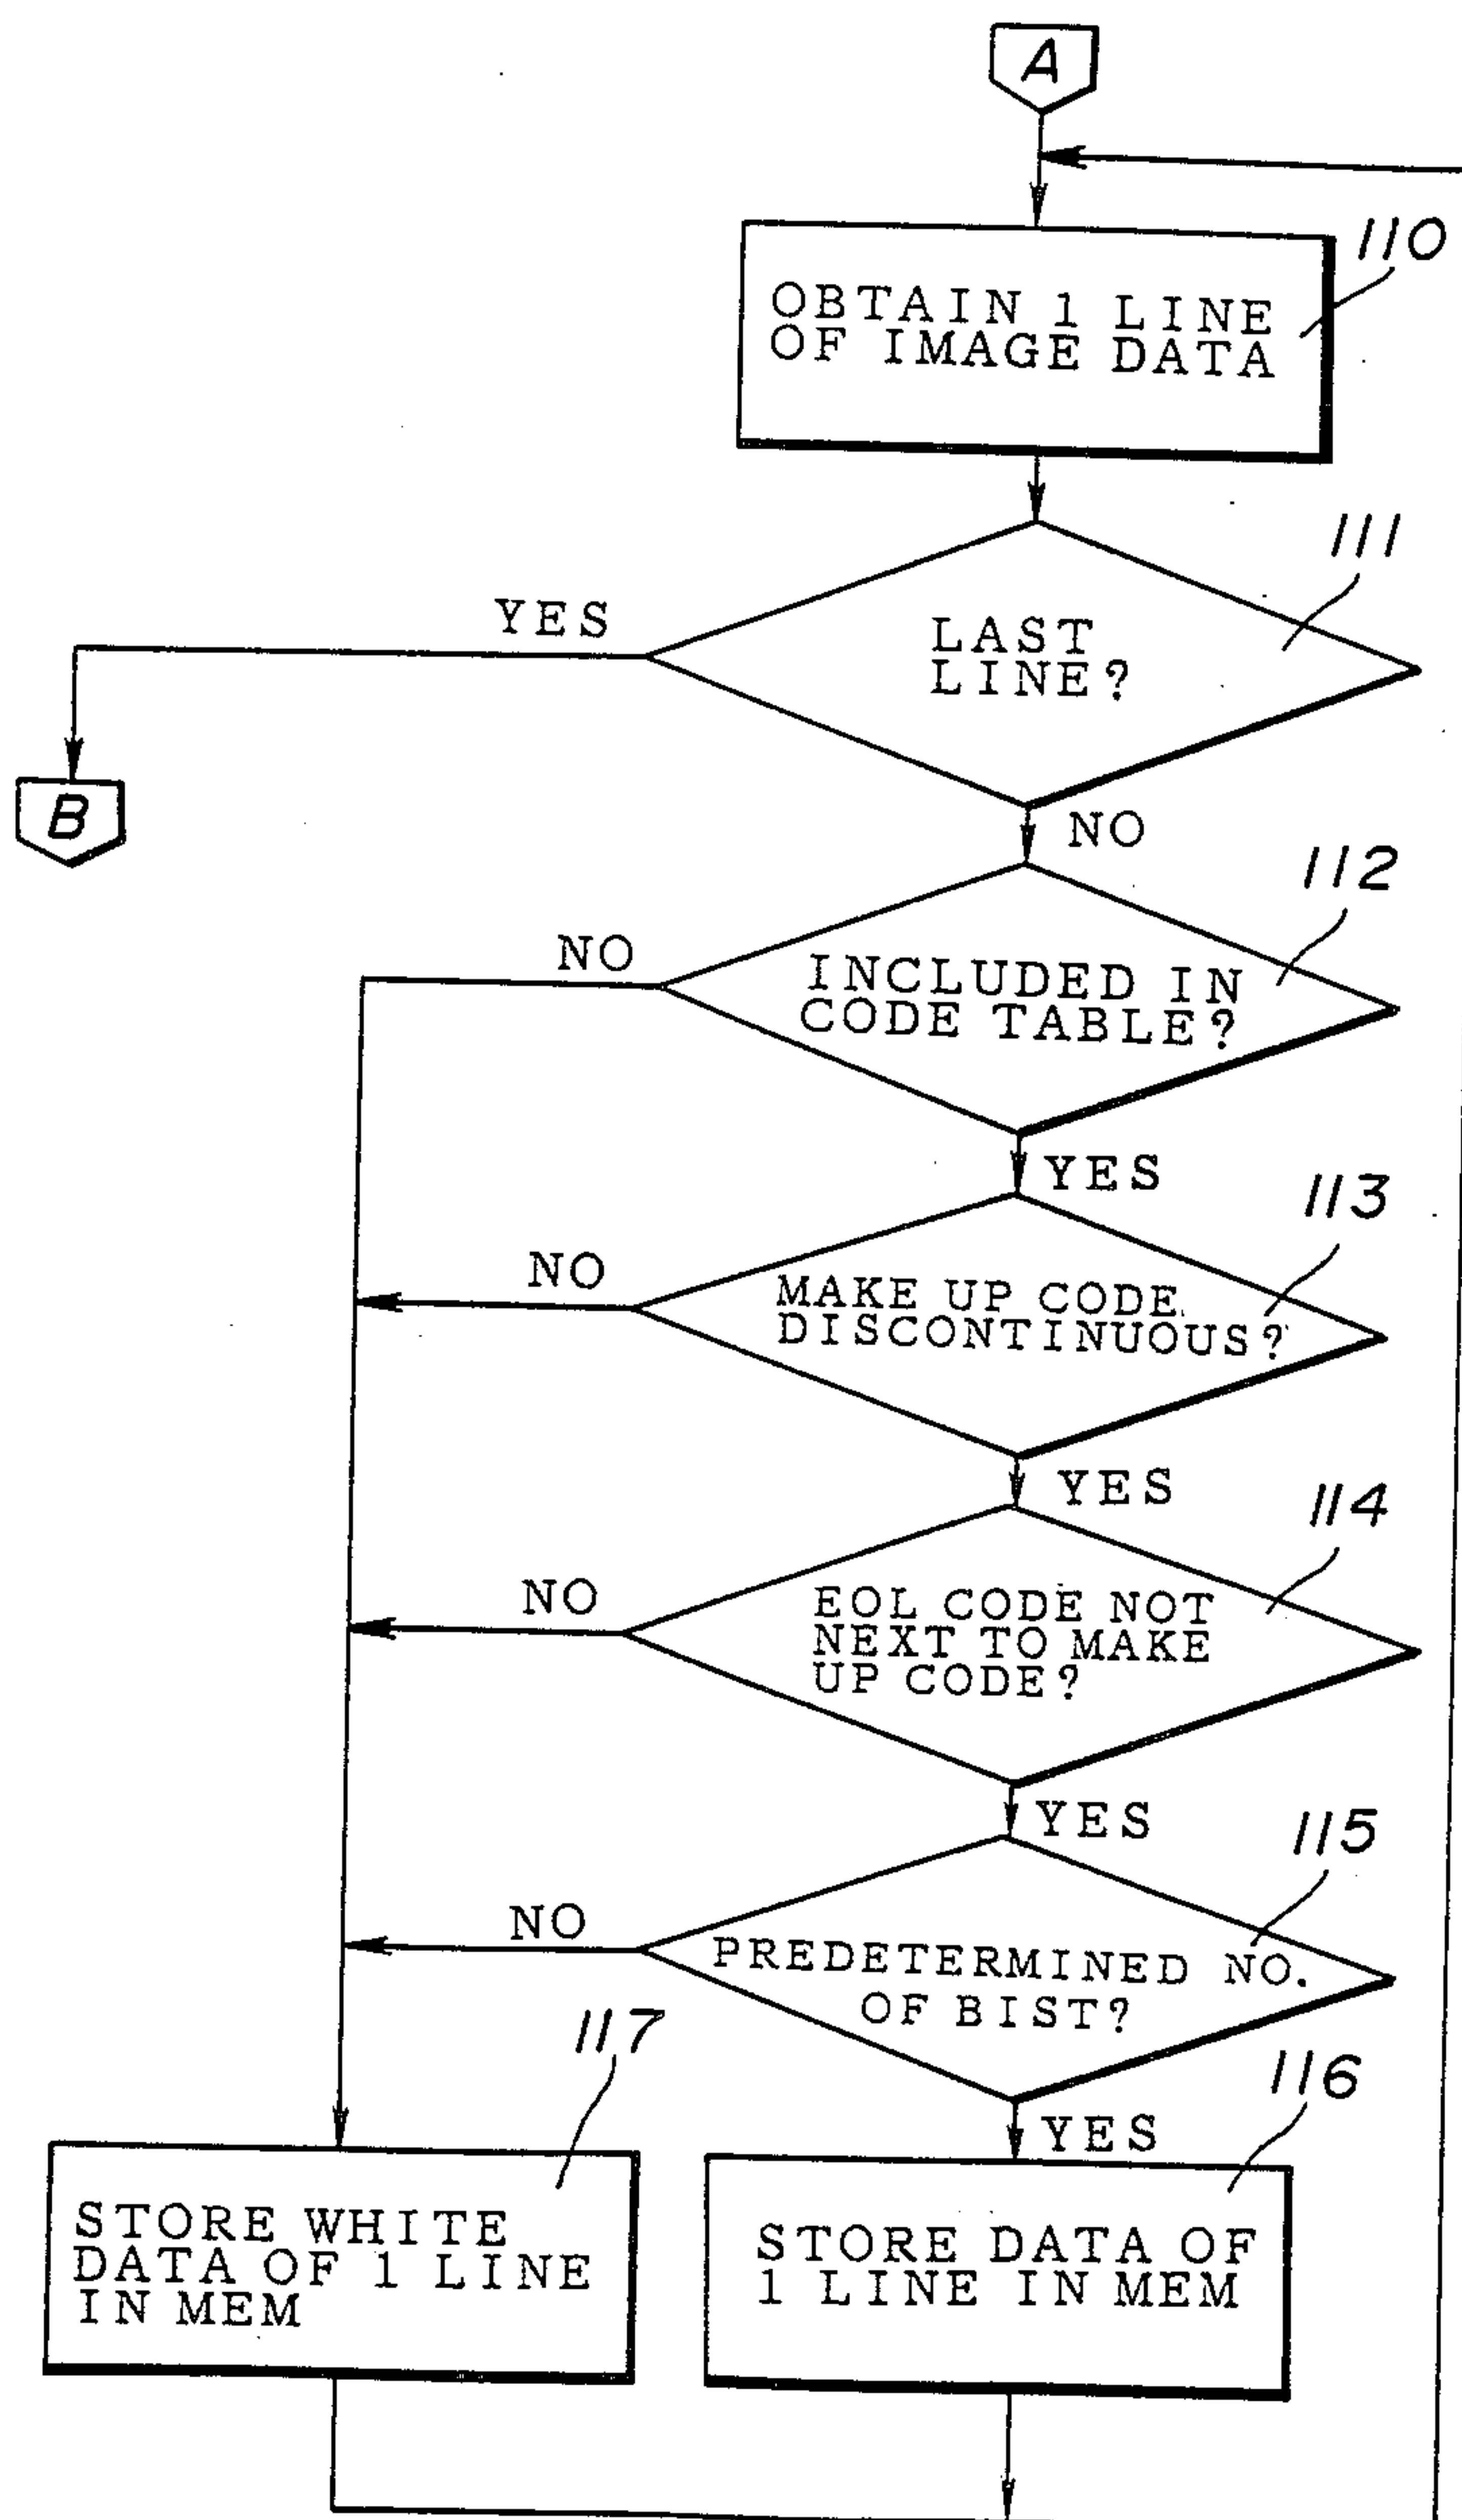 A
110
OBTAIN 1 LINE
OF IMAGE DATA
111
YES
LAST
LINE?
B
NO
112
NO
INCLUDED IN
CODE TABLE?
YES
113
NO
MAKE UP CODE
DISCONTINUOUS?
YES
114
NO
EOL CODE NOT
NEXT TO MAKE
UP CODE?
YES
115
NO
PREDETERMINED NO.
OF BIST?
117
116
YES
STORE WHITE
DATA OF 1 LINE
IN MEM
STORE DATA OF
1 LINE IN MEM